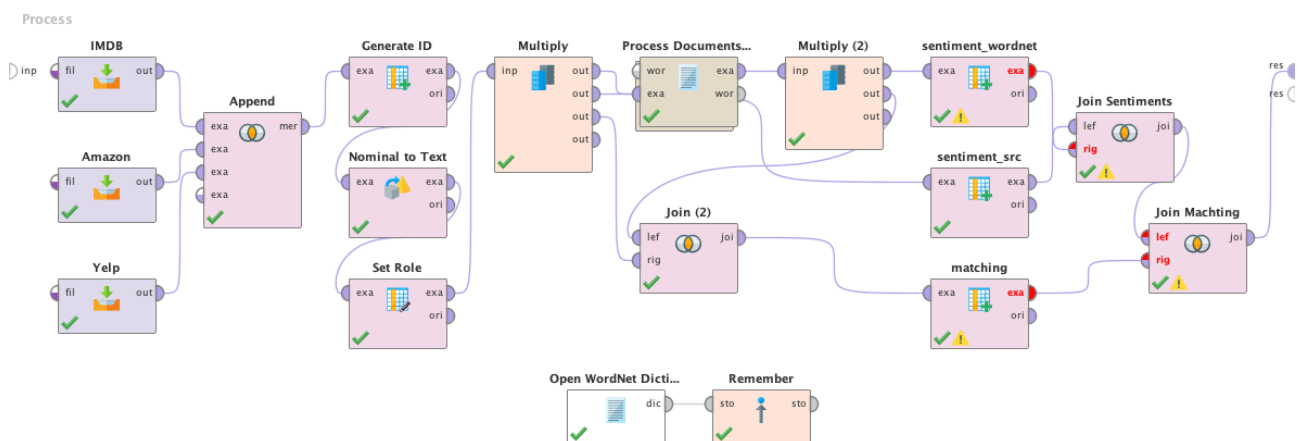 Process
inp
res
res
IMDB
fil out
Amazon
fil out
Yelp
fil out
Append
exa mer
exa
exa
exa
Generate ID
exa exa
ori
Nominal to Text
exa exa
ori
Set Role
exa exa
ori
Multiply
inp out
out
out
out
Process Documents...
wor exa
exa wor
Multiply (2)
inp out
out
out
Join (2)
lef joi
rig
sentiment_wordnet
exa exa
ori
sentiment_src
exa exa
ori
matching
exa exa
ori
Join Sentiments
lef joi
rig
Join Machting
lef joi
rig
Open WordNet Dicti...
dic
Remember
sto sto